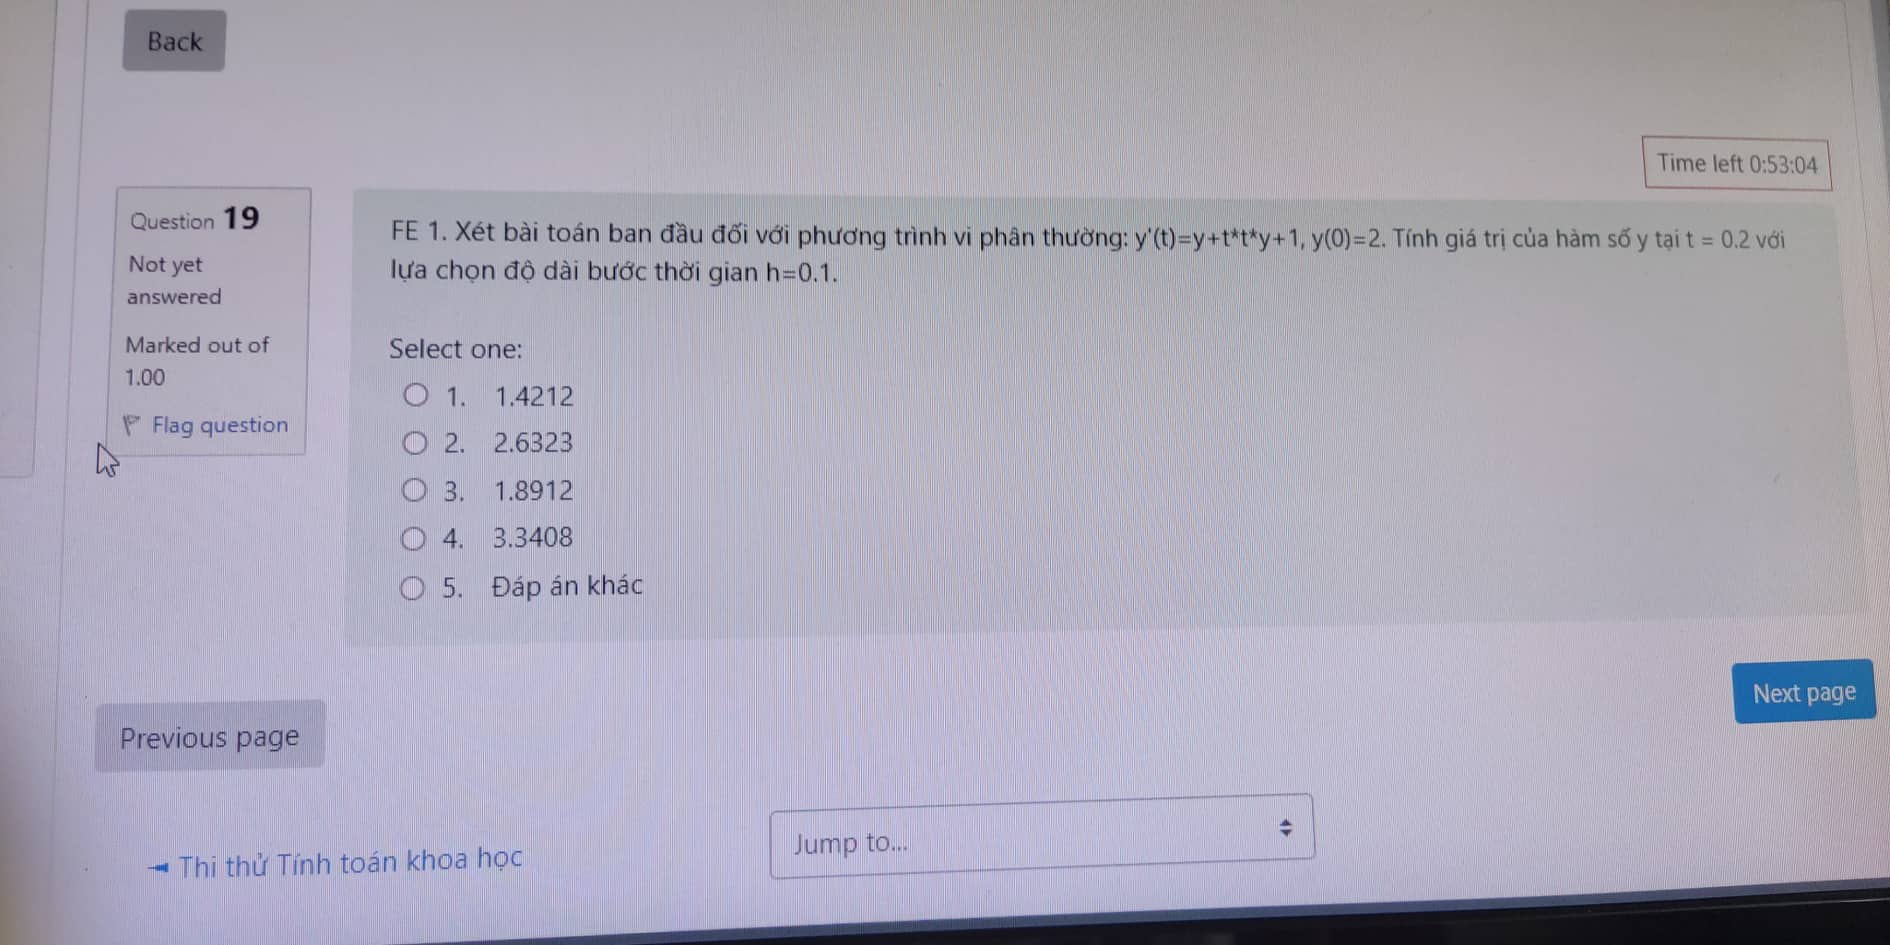 Back
Time left 0:53:04
Question 19
Not yet
answered
Marked out of
1.00
Flag question
FE 1. Xét bài toán ban đầu đối với phương trình vi phân thường: y'(t)=y+t*t*y+1, y(0)=2. Tính giá trị của hàm số y tại t = 0.2 với
lựa chọn độ dài bước thời gian h=0.1.
Select one:
1. 1.4212
2. 2.6323
3. 1.8912
4. 3.3408
5. Đáp án khác
Next page
Previous page
Thi thử Tính toán khoa học
Jump to...